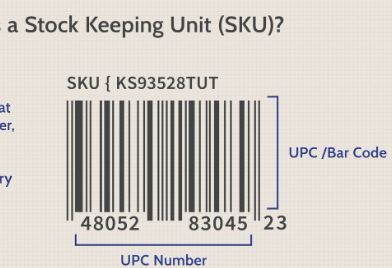 s a Stock Keeping Unit (SKU)?
SKU { KS93528TUT
at
er,
ry
UPC /Bar Code
48052 83045 23
UPC Number